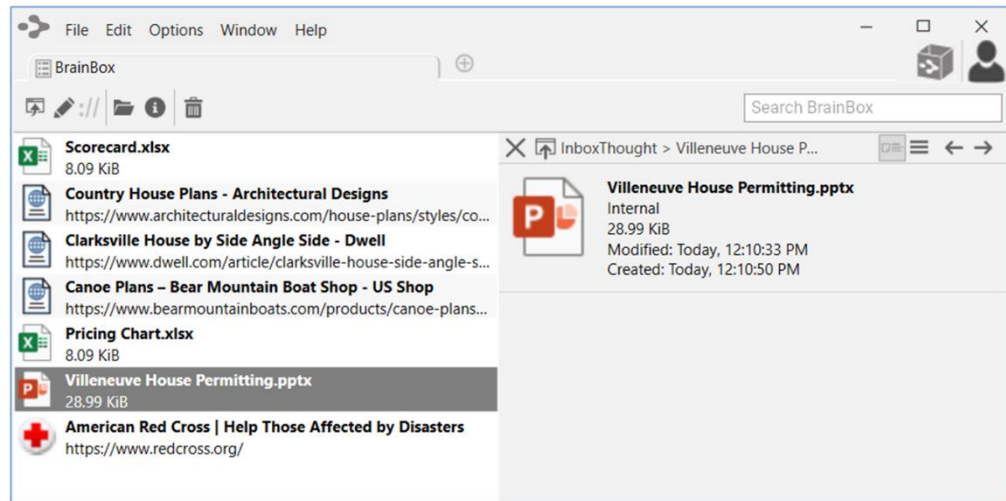 File Edit Options Window Help
BrainBox
://
Search BrainBox
Scorecard.xlsx
8.09 KiB
Country House Plans - Architectural Designs
https://www.architecturaldesigns.com/house-plans/styles/co...
Clarksville House by Side Angle Side - Dwell
https://www.dwell.com/article/clarksville-house-side-angle-s...
Canoe Plans – Bear Mountain Boat Shop - US Shop
https://www.bearmountainboats.com/products/canoe-plans...
Pricing Chart.xlsx
8.09 KiB
Villeneuve House Permitting.pptx
28.99 KiB
American Red Cross | Help Those Affected by Disasters
https://www.redcross.org/
InboxThought > Villeneuve House P...
Villeneuve House Permitting.pptx
Internal
28.99 KiB
Modified: Today, 12:10:33 PM
Created: Today, 12:10:50 PM